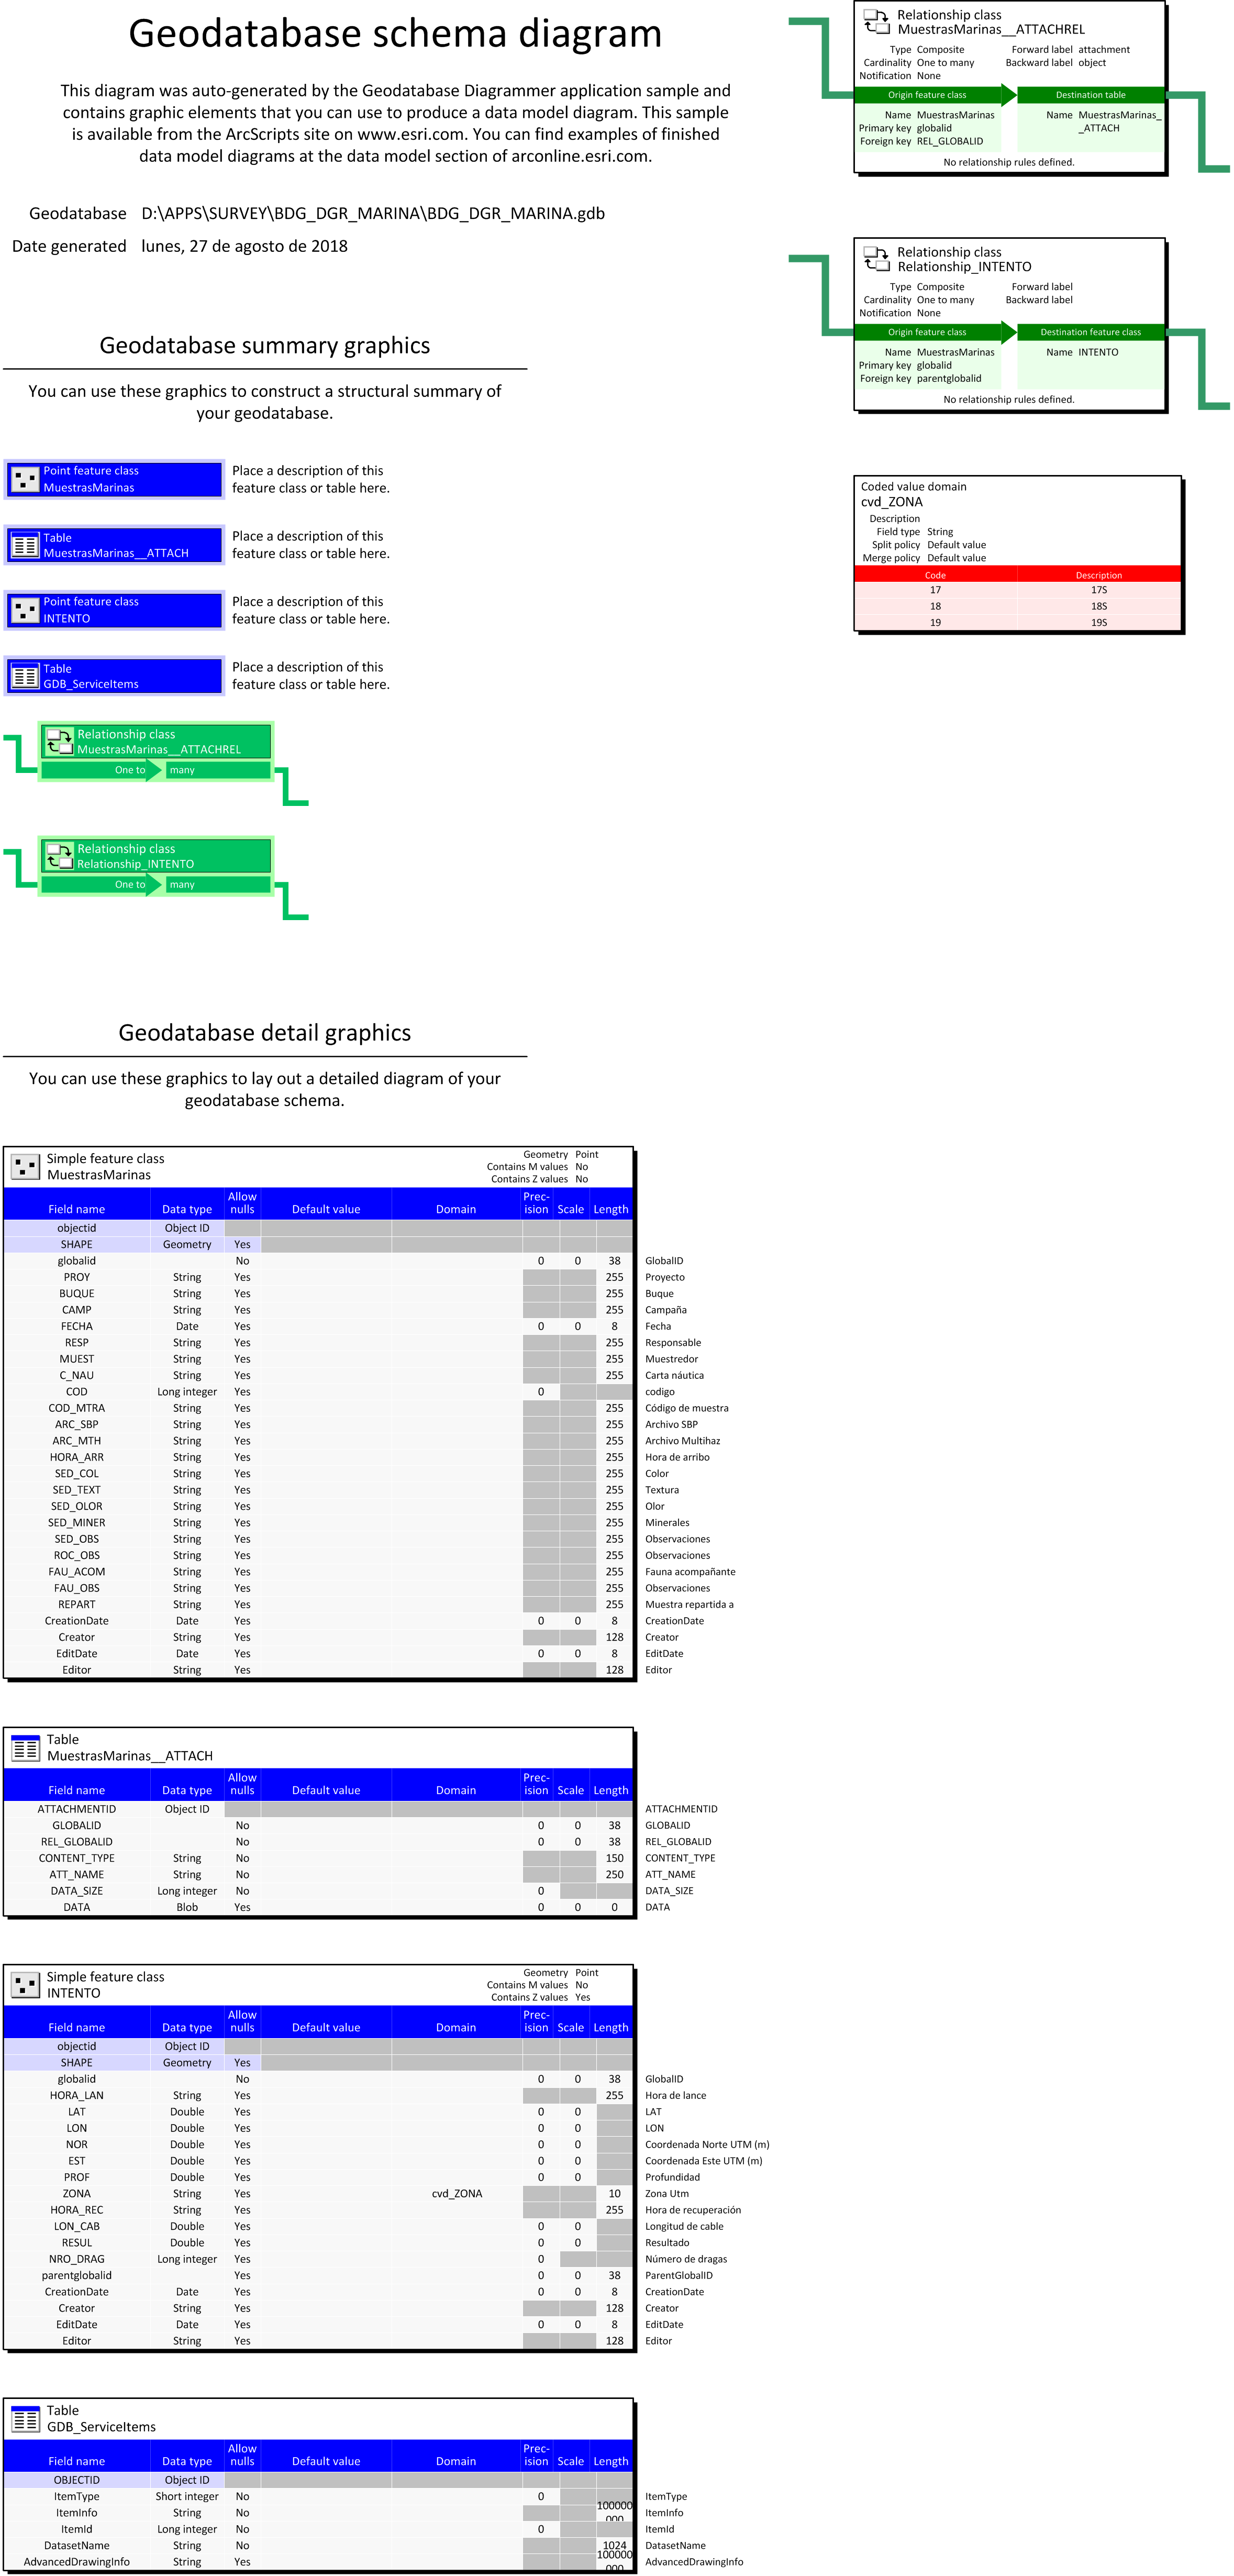 Geodatabase schema diagram
This diagram was auto-generated by the Geodatabase Diagrammer application sample and
contains graphic elements that you can use to produce a data model diagram. This sample
is available from the ArcScripts site on www.esri.com. You can find examples of finished
data model diagrams at the data model section of arconline.esri.com.
Geodatabase D:\APPS\SURVEY\BDG_DGR_MARINA\BDG_DGR_MARINA.gdb
Date generated lunes, 27 de agosto de 2018
Geodatabase summary graphics
You can use these graphics to construct a structural summary of
your geodatabase.
Point feature class
MuestrasMarinas
Place a description of this
feature class or table here.
Table
MuestrasMarinas__ATTACH
Place a description of this
feature class or table here.
Point feature class
INTENTO
Place a description of this
feature class or table here.
Table
GDB_ServiceItems
Place a description of this
feature class or table here.
Relationship class
MuestrasMarinas__ATTACHREL
One to many
Relationship class
Relationship_INTENTO
One to many
Geodatabase detail graphics
You can use these graphics to lay out a detailed diagram of your
geodatabase schema.
Simple feature class
MuestrasMarinas
Geometry Point
Contains M values No
Contains Z values No
Field name Data type Allow nulls Default value Domain Prec- ision Scale Length
objectid Object ID
SHAPE Geometry Yes
globalid No 0 0 38 GlobalID
PROY String Yes 255 Proyecto
BUQUE String Yes 255 Buque
CAMP String Yes 255 Campaña
FECHA Date Yes 0 0 8 Fecha
RESP String Yes 255 Responsable
MUEST String Yes 255 Muestredor
C_NAU String Yes 255 Carta náutica
COD Long integer Yes 0 codigo
COD_MTRA String Yes 255 Código de muestra
ARC_SBP String Yes 255 Archivo SBP
ARC_MTH String Yes 255 Archivo Multihaz
HORA_ARR String Yes 255 Hora de arribo
SED_COL String Yes 255 Color
SED_TEXT String Yes 255 Textura
SED_OLOR String Yes 255 Olor
SED_MINER String Yes 255 Minerales
SED_OBS String Yes 255 Observaciones
ROC_OBS String Yes 255 Observaciones
FAU_ACOM String Yes 255 Fauna acompañante
FAU_OBS String Yes 255 Observaciones
REPART String Yes 255 Muestra repartida a
CreationDate Date Yes 0 0 8 CreationDate
Creator String Yes 128 Creator
EditDate Date Yes 0 0 8 EditDate
Editor String Yes 128 Editor
Table
MuestrasMarinas__ATTACH
Field name Data type Allow nulls Default value Domain Prec- ision Scale Length
ATTACHMENTID Object ID ATTACHMENTID
GLOBALID No 0 0 38 GLOBALID
REL_GLOBALID No 0 0 38 REL_GLOBALID
CONTENT_TYPE String No 150 CONTENT_TYPE
ATT_NAME String No 250 ATT_NAME
DATA_SIZE Long integer No 0 DATA_SIZE
DATA Blob Yes 0 0 0 DATA
Simple feature class
INTENTO
Geometry Point
Contains M values No
Contains Z values Yes
Field name Data type Allow nulls Default value Domain Prec- ision Scale Length
objectid Object ID
SHAPE Geometry Yes
globalid No 0 0 38 GlobalID
HORA_LAN String Yes 255 Hora de lance
LAT Double Yes 0 0 LAT
LON Double Yes 0 0 LON
NOR Double Yes 0 0 Coordenada Norte UTM (m)
EST Double Yes 0 0 Coordenada Este UTM (m)
PROF Double Yes 0 0 Profundidad
ZONA String Yes cvd_ZONA 10 Zona Utm
HORA_REC String Yes 255 Hora de recuperación
LON_CAB Double Yes 0 0 Longitud de cable
RESUL Double Yes 0 0 Resultado
NRO_DRAG Long integer Yes 0 Número de dragas
parentglobalid Yes 0 0 38 ParentGlobalID
CreationDate Date Yes 0 0 8 CreationDate
Creator String Yes 128 Creator
EditDate Date Yes 0 0 8 EditDate
Editor String Yes 128 Editor
Table
GDB_ServiceItems
Field name Data type Allow nulls Default value Domain Prec- ision Scale Length
OBJECTID Object ID
ItemType Short integer No 0 ItemType
ItemInfo String No 100000 000 ItemInfo
ItemId Long integer No 0 ItemId
DatasetName String No 1024 DatasetName
AdvancedDrawingInfo String Yes 100000 000 AdvancedDrawingInfo
Relationship class
MuestrasMarinas__ATTACHREL
Type Composite Forward label attachment
Cardinality One to many Backward label object
Notification None
Origin feature class Destination table
Name MuestrasMarinas Name MuestrasMarinas_
Primary key globalid _ATTACH
Foreign key REL_GLOBALID
No relationship rules defined.
Relationship class
Relationship_INTENTO
Type Composite Forward label
Cardinality One to many Backward label
Notification None
Origin feature class Destination feature class
Name MuestrasMarinas Name INTENTO
Primary key globalid
Foreign key parentglobalid
No relationship rules defined.
Coded value domain
cvd_ZONA
Description
Field type String
Split policy Default value
Merge policy Default value
Code Description
17 17S
18 18S
19 19S